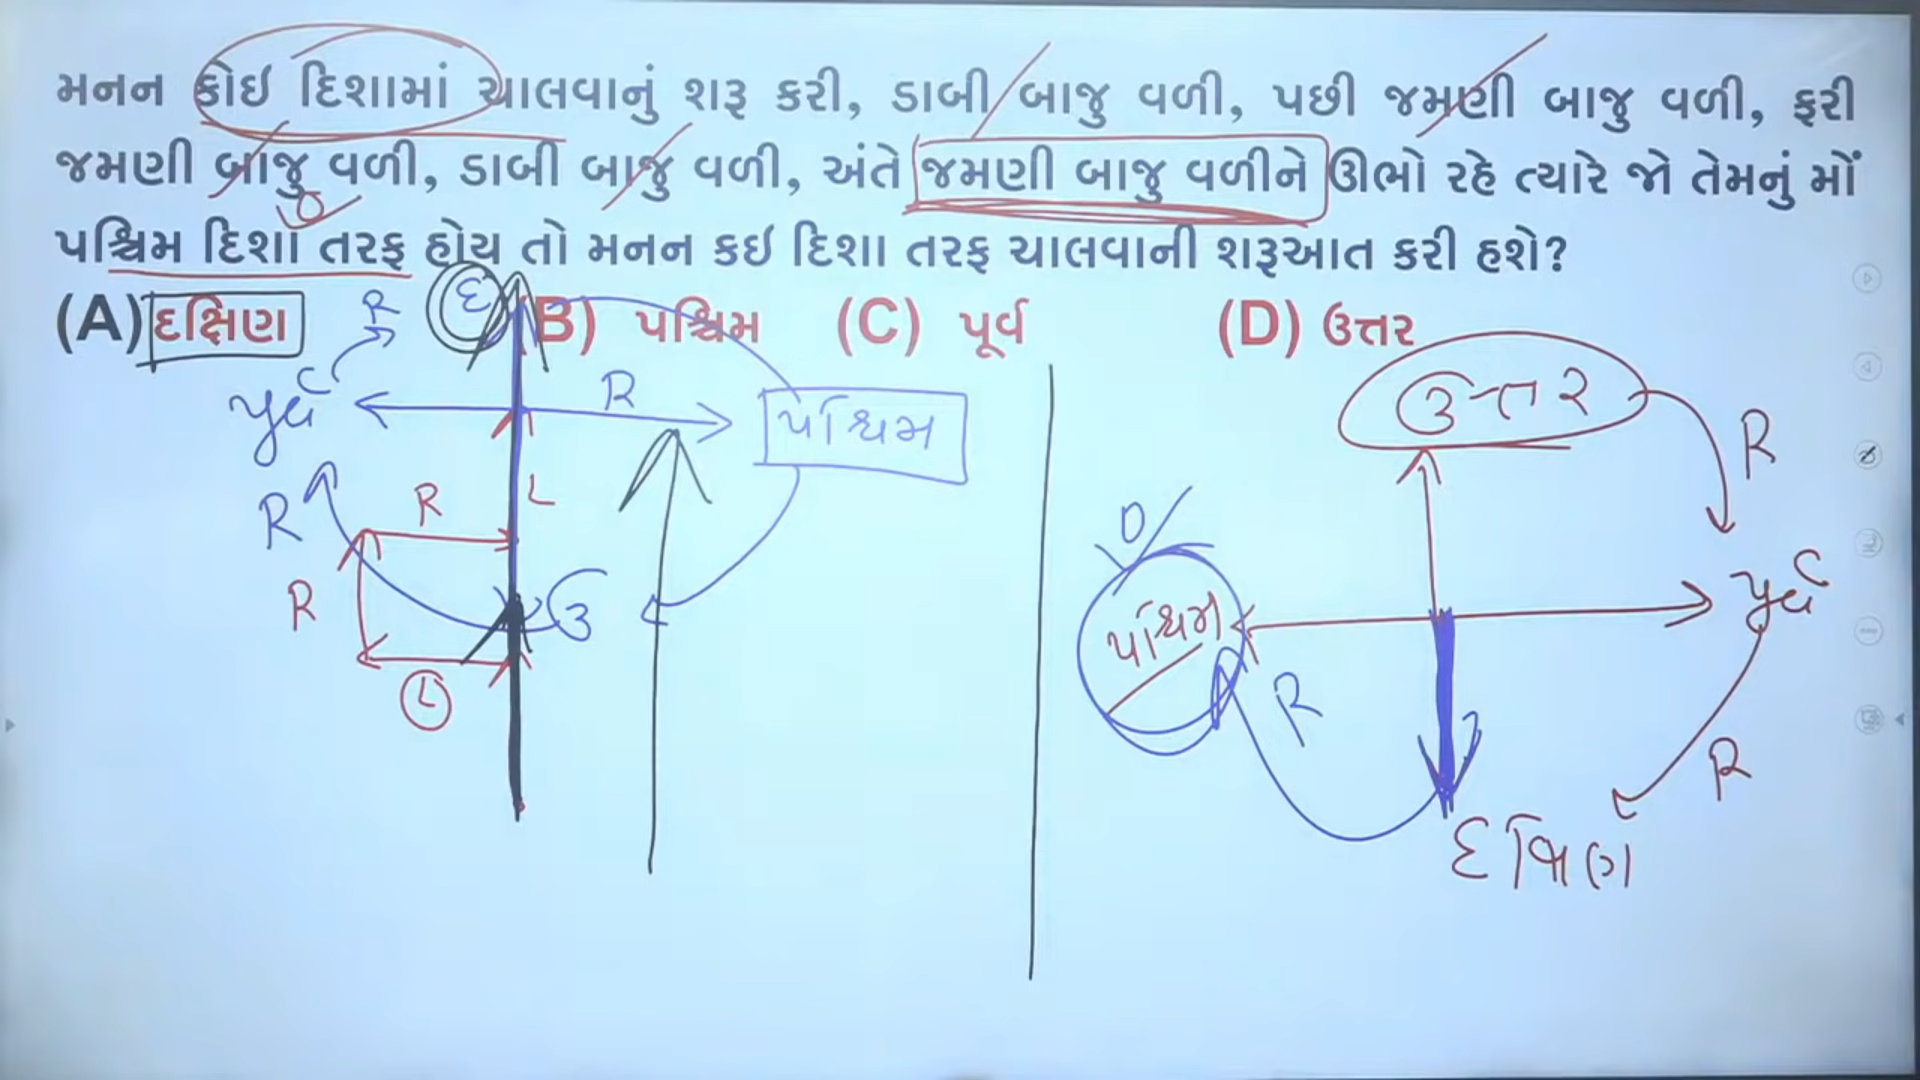 મનન કોઈ દિશામાં ચાલવાનું શરૂ કરી, ડાબી બાજુ વળી, પછી જમણી બાજુ વળી, ફરી
જમણી બાજુ વળી, ડાબી બાજુ વળી, અંતે જમણી બાજુ વળીને ઊભો રહે ત્યારે જો તેમનું મોં
પશ્ચિમ દિશા તરફ હોય તો મનન કઇ દિશા તરફ ચાલવાની શરૂઆત કરી હશે?
(A) દક્ષિણ (B) પશ્ચિમ (C) પૂર્વ (D) ઉત્તર
R દ
પૂર્વ R પશ્ચિમ
R R L
R ઉ
L
ઉત્તર
R
પશ્ચિમ પૂર્વ
R R
દક્ષિણ